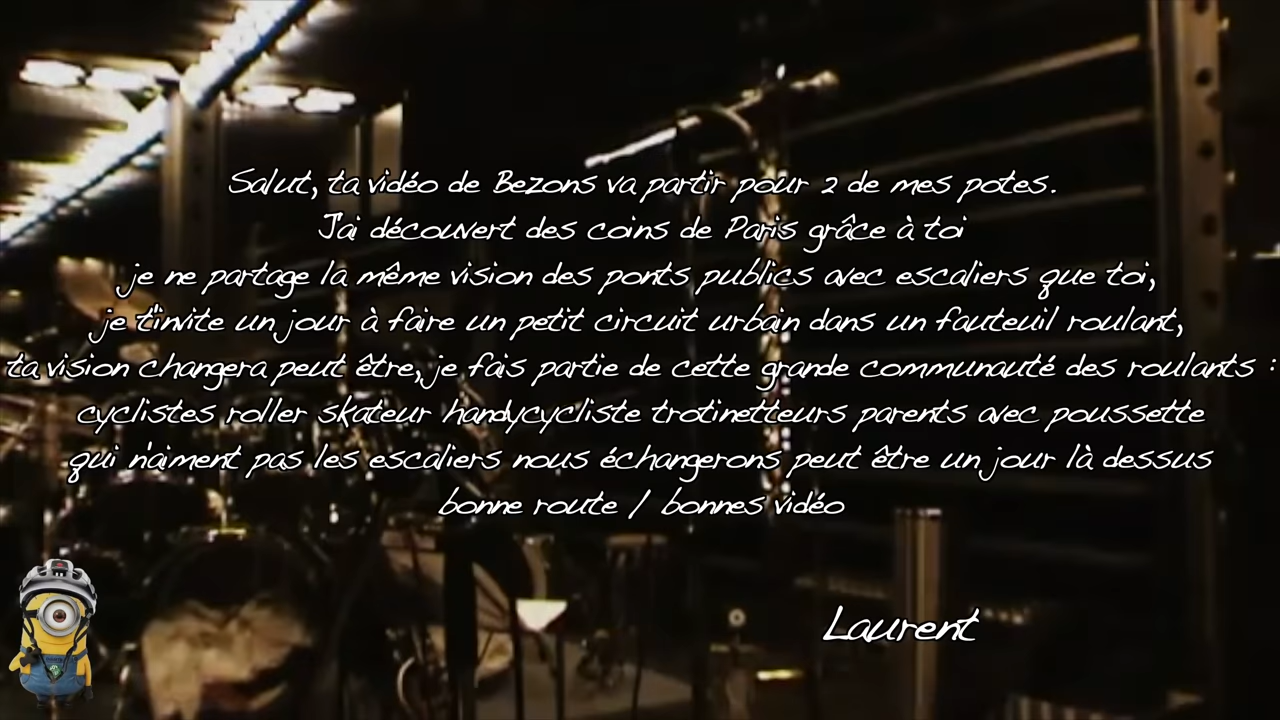 Salut, ta vidéo de Bezons va partir pour 2 de mes potes.
J'ai découvert des coins de Paris grâce à toi
je ne partage la même vision des ponts publics avec escaliers que toi,
je t'invite un jour à faire un petit circuit urbain dans un fauteuil roulant,
ta vision changera peut être, je fais partie de cette grande communauté des roulants :
cyclistes roller skateur handycycliste trotinetteurs parents avec poussette
qui n'aiment pas les escaliers nous échangerons peut être un jour là dessus
bonne route / bonnes vidéo
Laurent